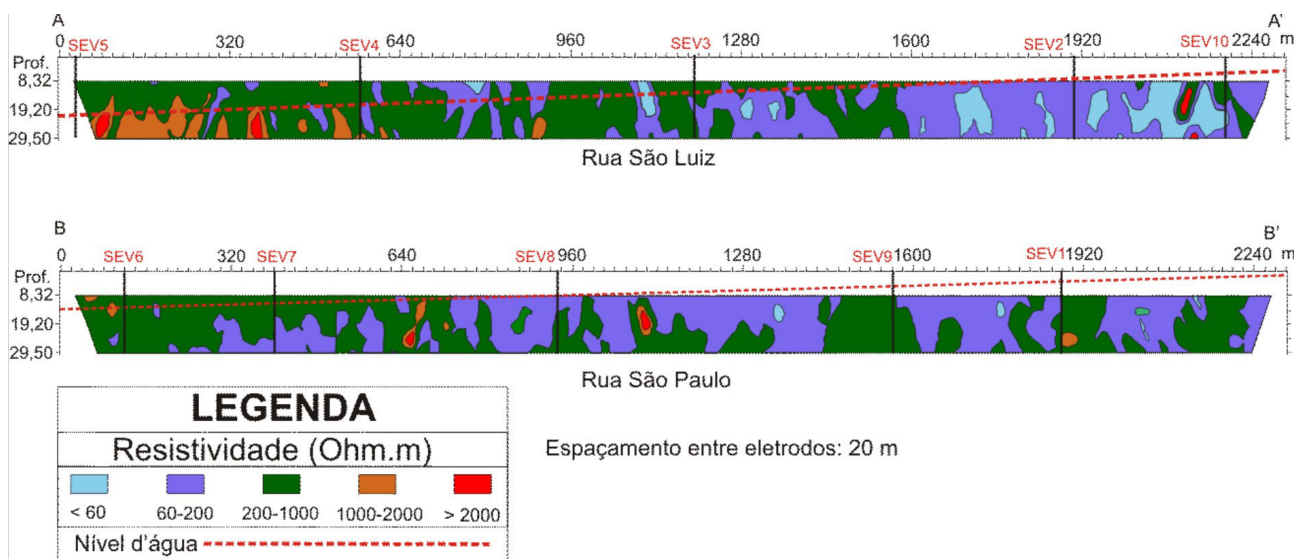 A A'
0 SEV5 320 SEV4 640 960 SEV3 1280 1600 SEV2 1920 SEV10 2240 m
Prof.
8,32
19,20
29,50
Rua São Luiz
B B'
0 SEV6 320 SEV7 640 SEV8 960 1280 SEV9 1600 SEV1 1920 2240 m
Prof.
8,32
19,20
29,50
Rua São Paulo
LEGENDA
Resistividade (Ohm.m)
< 60 60-200 200-1000 1000-2000 > 2000
Nível d'água
Espaçamento entre eletrodos: 20 m